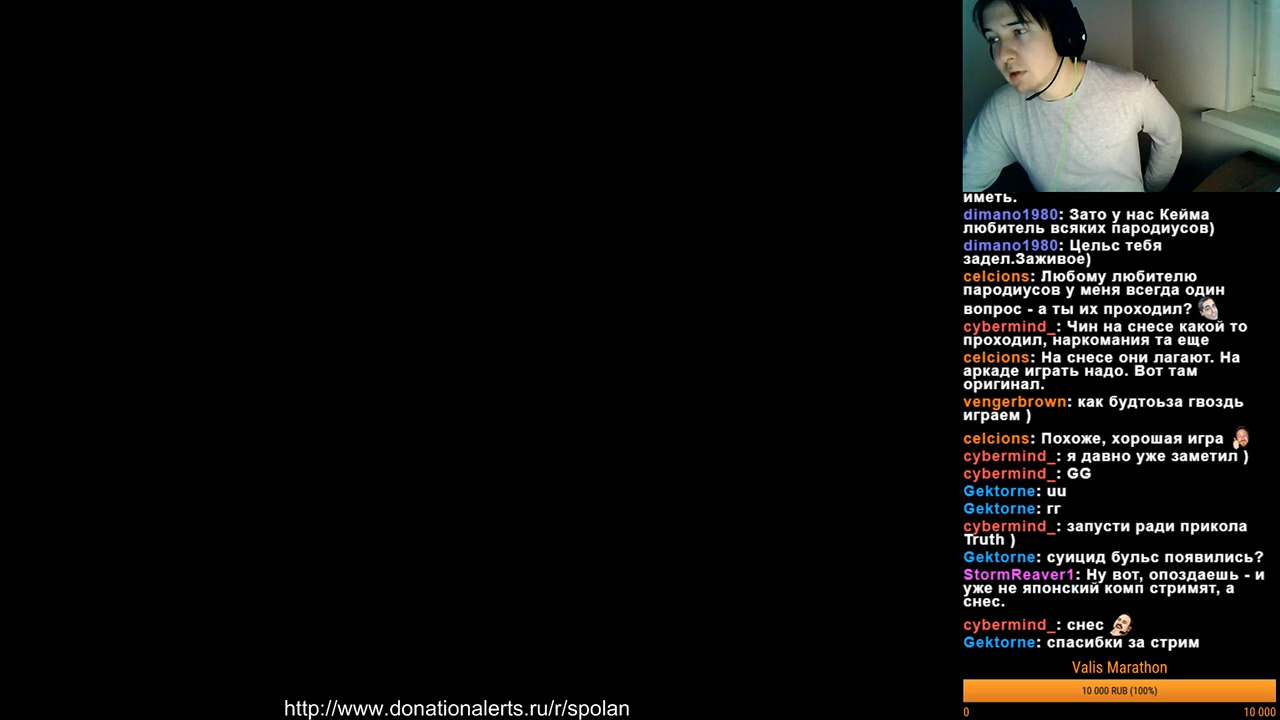 иметь.
dimano1980: Зато у нас Кейма
любитель всяких пародиусов)
dimano1980: Цельс тебя
задел.Заживое)
celcions: Любому любителю
пародиусов у меня всегда один
вопрос - а ты их проходил?
cybermind_: Чин на снесе какой то
проходил, наркомания та еще
celcions: На снесе они лагают. На
аркаде играть надо. Вот там
оригинал.
vengerbrown: как будтоьза гвоздь
играем )
celcions: Похоже, хорошая игра
cybermind_: я давно уже заметил )
cybermind_: GG
Gektorne: uu
Gektorne: гг
cybermind_: запусти ради прикола
Truth )
Gektorne: суицид бульс появились?
StormReaver1: Ну вот, опоздаешь - и
уже не японский комп стримят, а
снес.
cybermind_: снес
Gektorne: спасибки за стрим
Valis Marathon
10 000 RUB (100%)
0 10 000
http://www.donationalerts.ru/r/spolan